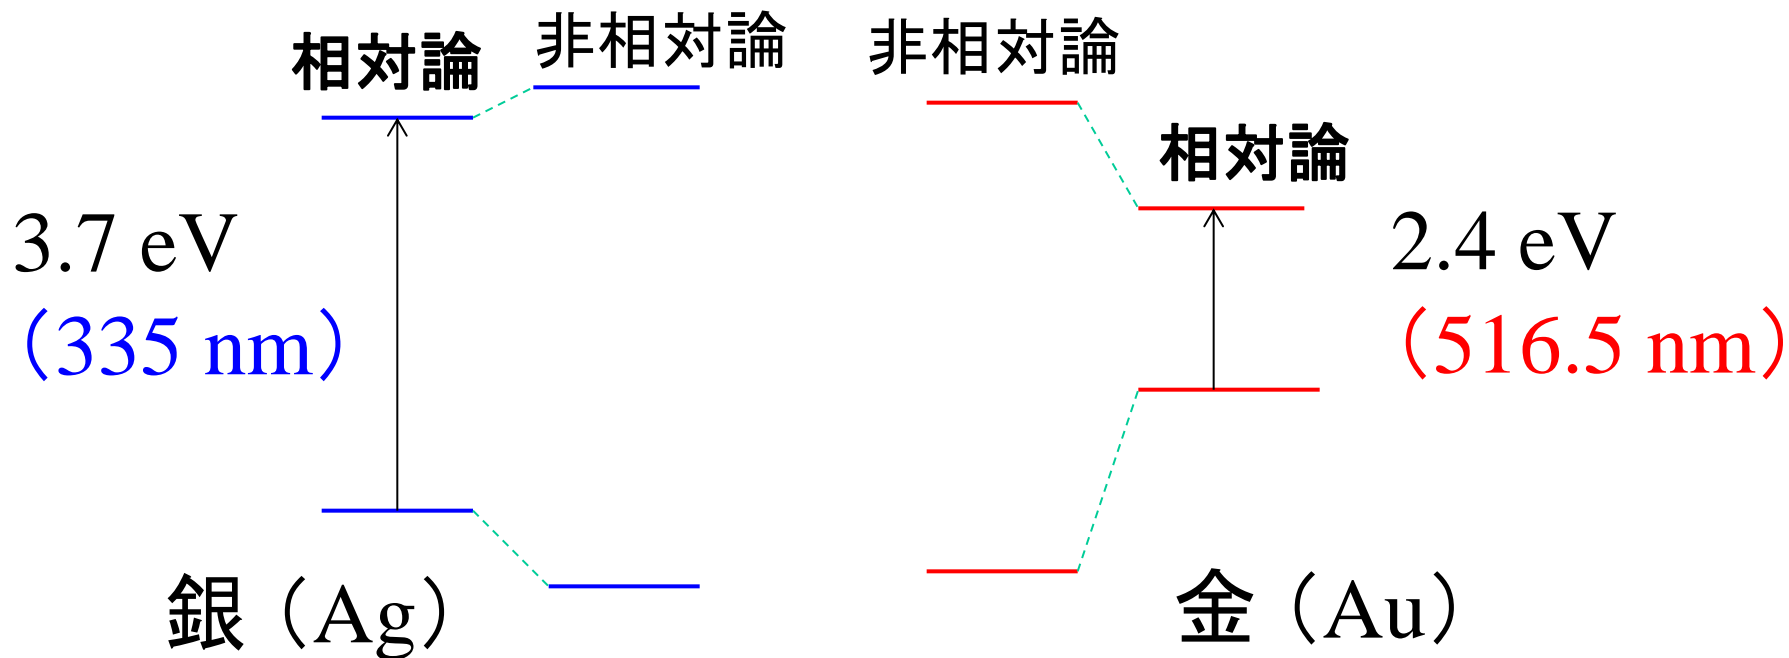 相対論
非相対論
3.7 eV
（335 nm）
銀（Ag）
非相対論
相対論
2.4 eV
（516.5 nm）
金（Au）